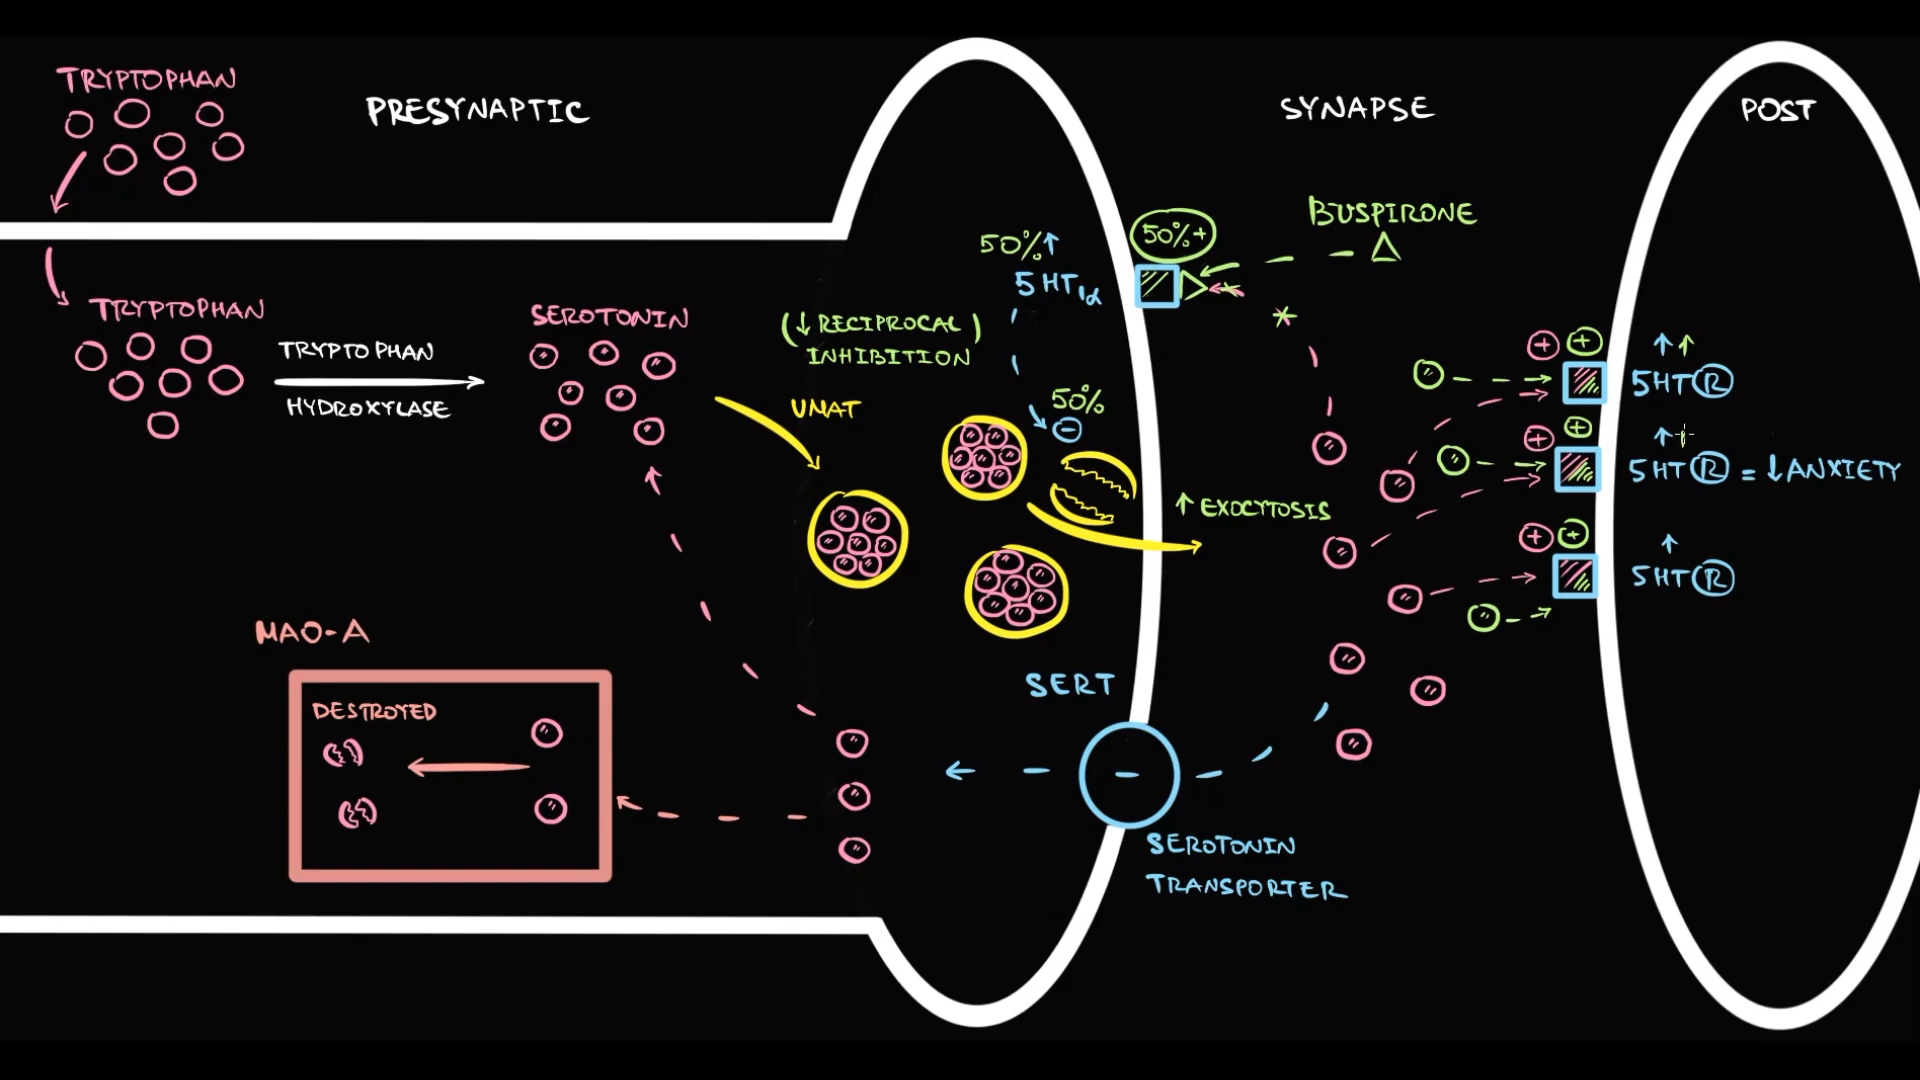 TRYPTOPHAN
PRESYNAPTIC
SYNAPSE
POST
BUSPIRONE
50%+
50%↑
5HT1α
TRYPTOPHAN
TRYPTOPHAN
HYDROXYLASE
SEROTONIN
(↓ RECIPROCAL)
INHIBITION
VMAT
50%
⊖
↑ EXOCYTOSIS
*
+ +
↑↑
5HT R
+ +
↑
5HT R = ↓ ANXIETY
+ +
↑
5HT R
MAO-A
DESTROYED
SERT
−
SEROTONIN
TRANSPORTER